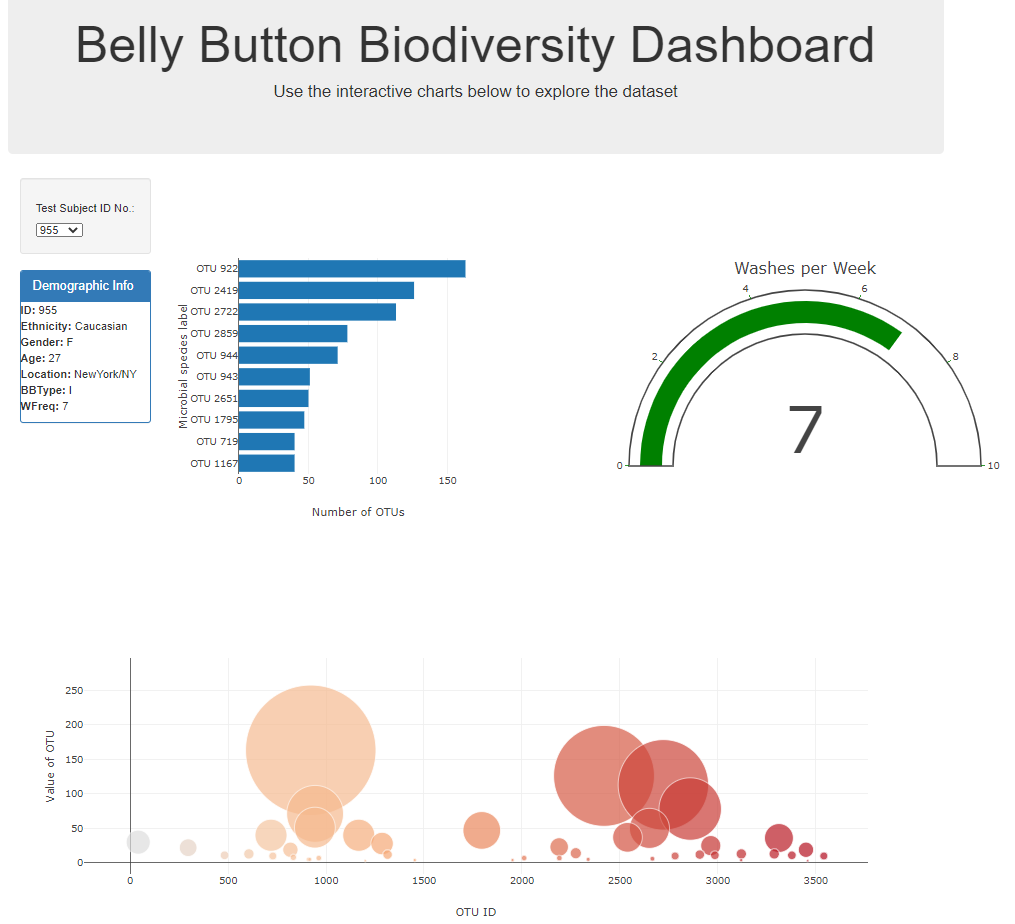 Belly Button Biodiversity Dashboard
Use the interactive charts below to explore the dataset
Test Subject ID No.:
955
Demographic Info
ID: 955
Ethnicity: Caucasian
Gender: F
Age: 27
Location: NewYork/NY
BBType: I
WFreq: 7
Microbial spedes label
OTU 922
OTU 2419
OTU 2722
OTU 2859
OTU 944
OTU 943
OTU 2651
OTU 1795
OTU 719
OTU 1167
0 50 100 150
Number of OTUs
Washes per Week
0 2 4 6 8 10
7
Value of OTU
250
200
150
100
50
0
0 500 1000 1500 2000 2500 3000 3500
OTU ID